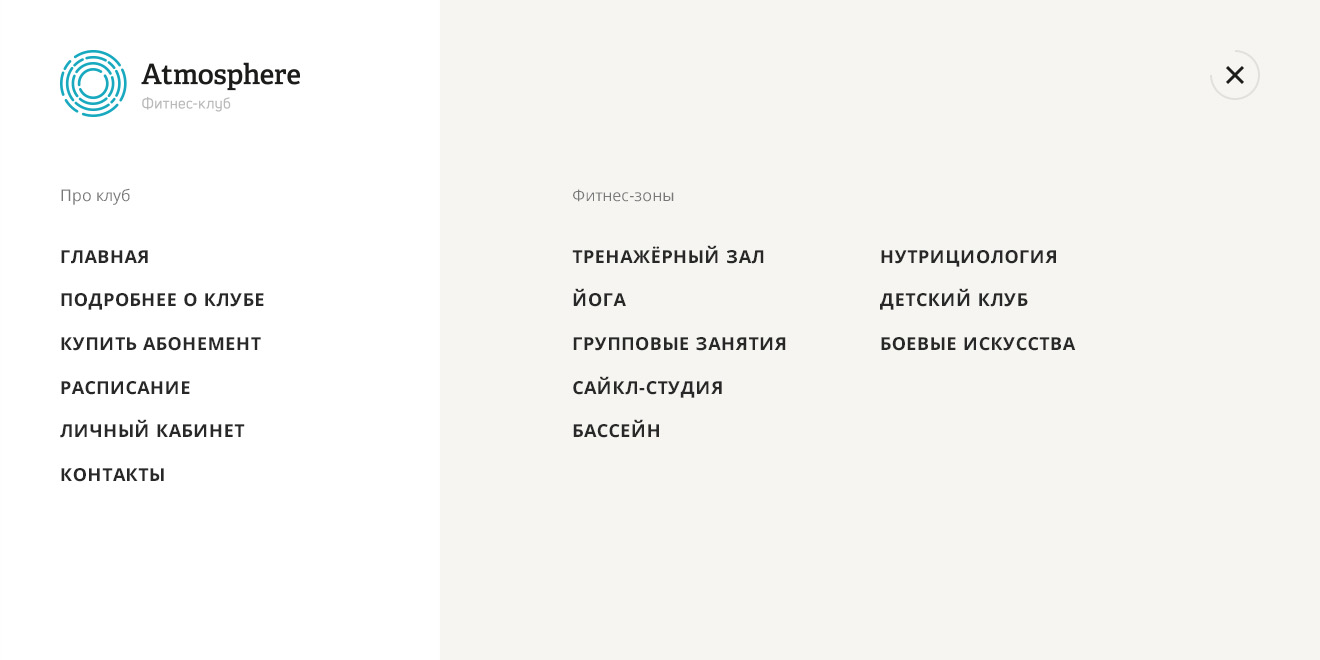 Atmosphere
Фитнес-клуб
Про клуб
ГЛАВНАЯ
ПОДРОБНЕЕ О КЛУБЕ
КУПИТЬ АБОНЕМЕНТ
РАСПИСАНИЕ
ЛИЧНЫЙ КАБИНЕТ
КОНТАКТЫ
Фитнес-зоны
ТРЕНАЖЁРНЫЙ ЗАЛ
ЙОГА
ГРУППОВЫЕ ЗАНЯТИЯ
САЙКЛ-СТУДИЯ
БАССЕЙН
НУТРИЦИОЛОГИЯ
ДЕТСКИЙ КЛУБ
БОЕВЫЕ ИСКУССТВА